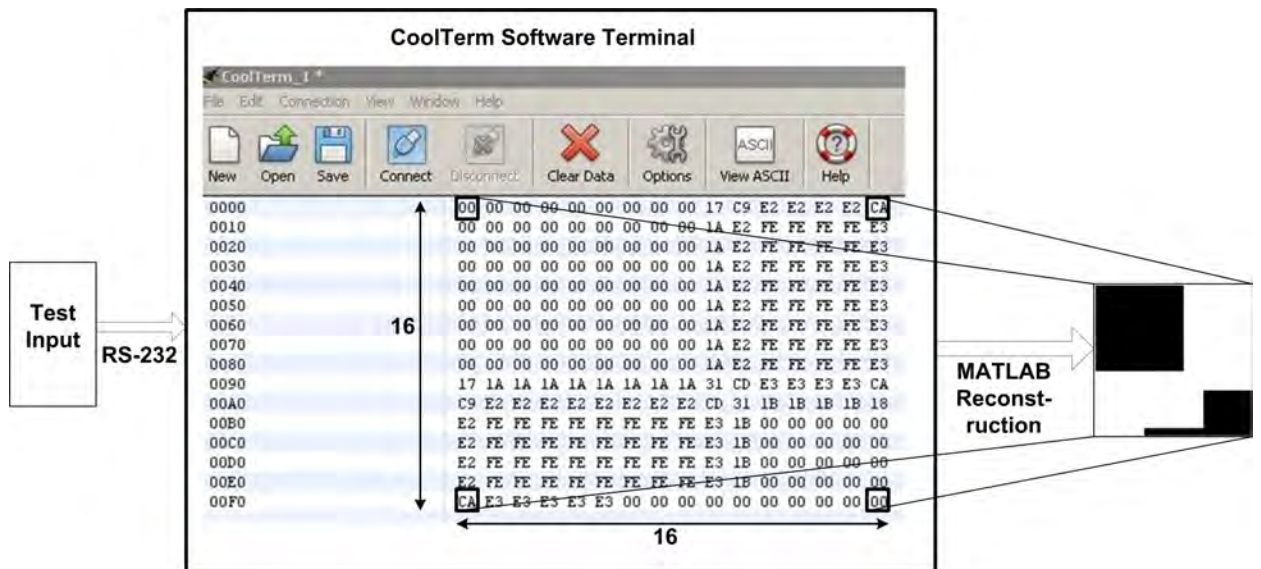 CoolTerm Software Terminal
CoolTerm_1 *
File Edit Connection View Window Help
New Open Save Connect Disconnect Clear Data Options ASCII View ASCII Help
0000 00 00 00 00 00 00 00 00 00 17 C9 E2 E2 E2 E2 CA
0010 00 00 00 00 00 00 00 00 00 1A E2 FE FE FE FE E3
0020 00 00 00 00 00 00 00 00 00 1A E2 FE FE FE FE E3
0030 00 00 00 00 00 00 00 00 00 1A E2 FE FE FE FE E3
0040 00 00 00 00 00 00 00 00 00 1A E2 FE FE FE FE E3
0050 00 00 00 00 00 00 00 00 00 1A E2 FE FE FE FE E3
0060 00 00 00 00 00 00 00 00 00 1A E2 FE FE FE FE E3
0070 00 00 00 00 00 00 00 00 00 1A E2 FE FE FE FE E3
0080 00 00 00 00 00 00 00 00 00 1A E2 FE FE FE FE E3
0090 17 1A 1A 1A 1A 1A 1A 1A 1A 31 CD E3 E3 E3 E3 CA
00A0 C9 E2 E2 E2 E2 E2 E2 E2 E2 CD 31 1B 1B 1B 1B 18
00B0 E2 FE FE FE FE FE FE FE FE E3 1B 00 00 00 00 00
00C0 E2 FE FE FE FE FE FE FE FE E3 1B 00 00 00 00 00
00D0 E2 FE FE FE FE FE FE FE FE E3 1B 00 00 00 00 00
00E0 E2 FE FE FE FE FE FE FE FE E3 1B 00 00 00 00 00
00F0 CA E3 E3 E3 E3 E3 00 00 00 00 00 00 00 00 00 00
16
16
Test
Input
RS-232
MATLAB
Reconst-
ruction